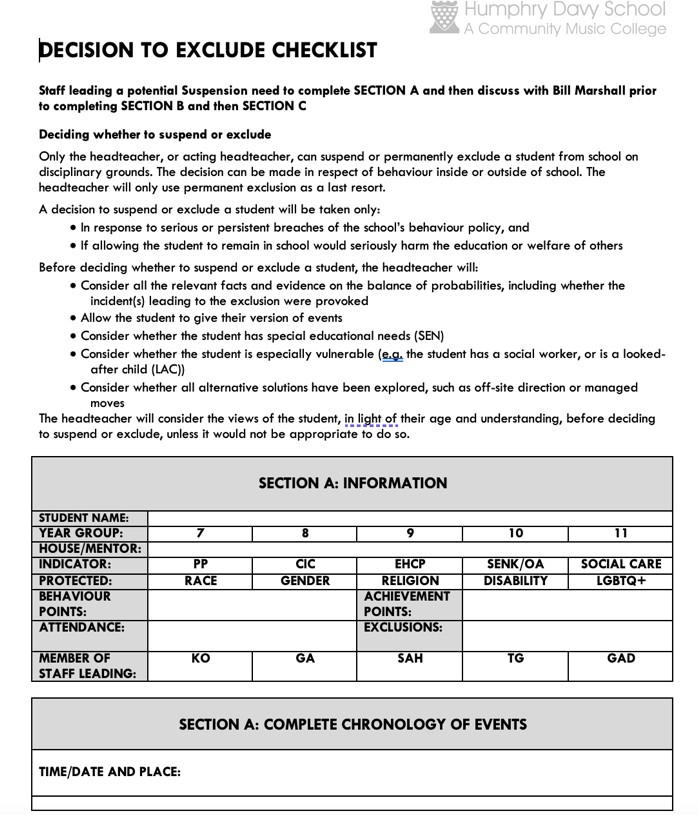 Humphry Davy School
A Community Music College
DECISION TO EXCLUDE CHECKLIST
Staff leading a potential Suspension need to complete SECTION A and then discuss with Bill Marshall prior
to completing SECTION B and then SECTION C
Deciding whether to suspend or exclude
Only the headteacher, or acting headteacher, can suspend or permanently exclude a student from school on
disciplinary grounds. The decision can be made in respect of behaviour inside or outside of school. The
headteacher will only use permanent exclusion as a last resort.
A decision to suspend or exclude a student will be taken only:
• In response to serious or persistent breaches of the school's behaviour policy, and
• If allowing the student to remain in school would seriously harm the education or welfare of others
Before deciding whether to suspend or exclude a student, the headteacher will:
• Consider all the relevant facts and evidence on the balance of probabilities, including whether the
incident(s) leading to the exclusion were provoked
• Allow the student to give their version of events
• Consider whether the student has special educational needs (SEN)
• Consider whether the student is especially vulnerable (e.g. the student has a social worker, or is a looked-
after child (LAC))
• Consider whether all alternative solutions have been explored, such as off-site direction or managed
moves
The headteacher will consider the views of the student, in light of their age and understanding, before deciding
to suspend or exclude, unless it would not be appropriate to do so.
SECTION A: INFORMATION
STUDENT NAME:
YEAR GROUP: 7 8 9 10 11
HOUSE/MENTOR:
INDICATOR: PP CIC EHCP SENK/OA SOCIAL CARE
PROTECTED: RACE GENDER RELIGION DISABILITY LGBTQ+
BEHAVIOUR ACHIEVEMENT
POINTS: POINTS:
ATTENDANCE: EXCLUSIONS:
MEMBER OF KO GA SAH TG GAD
STAFF LEADING:
SECTION A: COMPLETE CHRONOLOGY OF EVENTS
TIME/DATE AND PLACE: